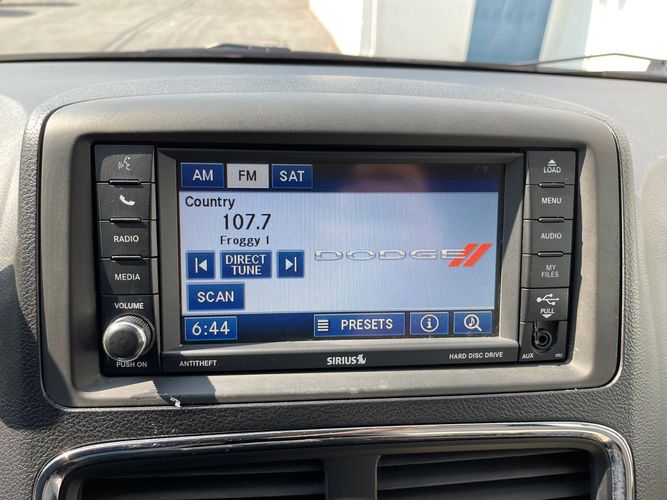 AM FM SAT
LOAD
MENU
AUDIO
MY
FILES
PULL
RADIO
MEDIA
VOLUME
PUSH ON
Country
107.7
Froggy 1
DIRECT
TUNE
SCAN
DODGE
6:44
PRESETS
ANTITHEFT
SIRIUS
HARD DISC DRIVE
AUX